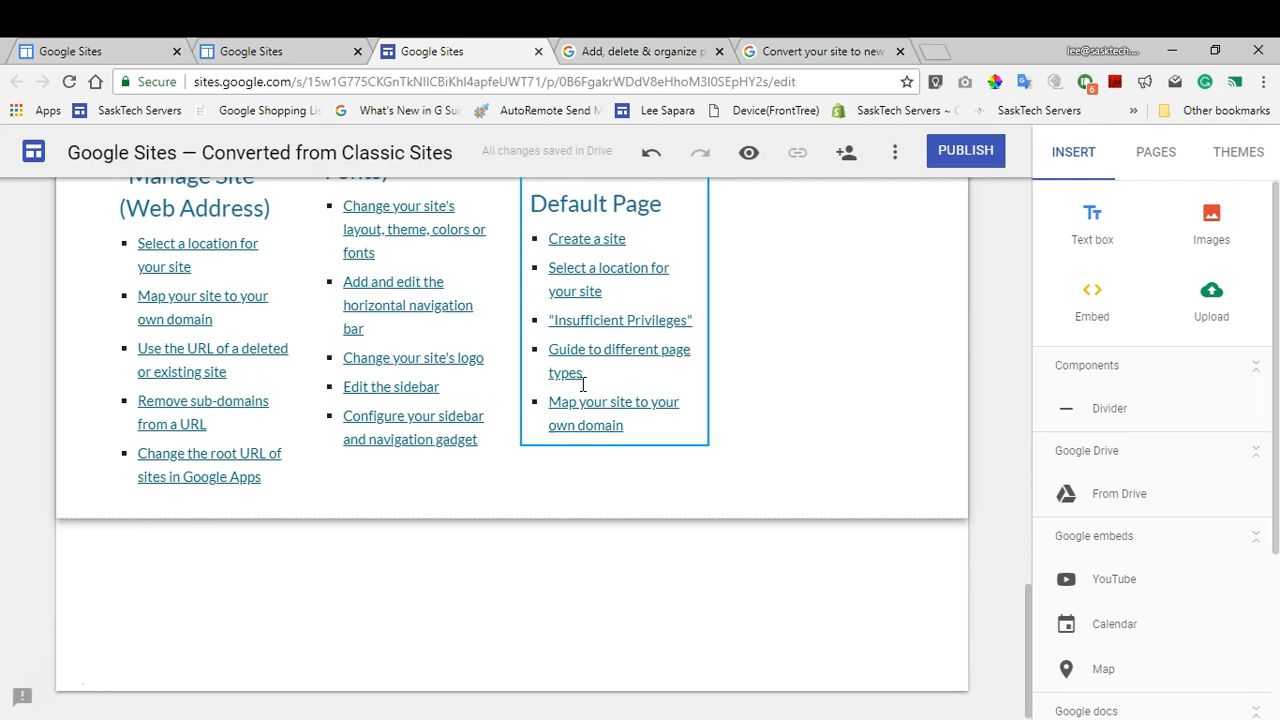 Google Sites
Google Sites
Google Sites
Add, delete & organize p
Convert your site to new
lee@sasktech....
Secure
sites.google.com/s/15w1G775CKGnTkNIlCBiKhl4apfeUWT71/p/0B6FgakrWDdV8eHhoM3I0SEpHY2s/edit
6
Apps
SaskTech Servers
Google Shopping Lis
What's New in G Sui
AutoRemote Send M
Lee Sapara
Device(FrontTree)
SaskTech Servers ~ C
SaskTech Servers
»
Other bookmarks
Google Sites — Converted from Classic Sites
All changes saved in Drive
PUBLISH
INSERT
PAGES
THEMES
Manage Site
(Web Address)
Select a location for
your site
Map your site to your
own domain
Use the URL of a deleted
or existing site
Remove sub-domains
from a URL
Change the root URL of
sites in Google Apps
Fonts)
Change your site's
layout, theme, colors or
fonts
Add and edit the
horizontal navigation
bar
Change your site's logo
Edit the sidebar
Configure your sidebar
and navigation gadget
Default Page
Create a site
Select a location for
your site
"Insufficient Privileges"
Guide to different page
types
Map your site to your
own domain
Tt
Text box
Images
Embed
Upload
Components
Divider
Google Drive
From Drive
Google embeds
YouTube
Calendar
Map
Google docs